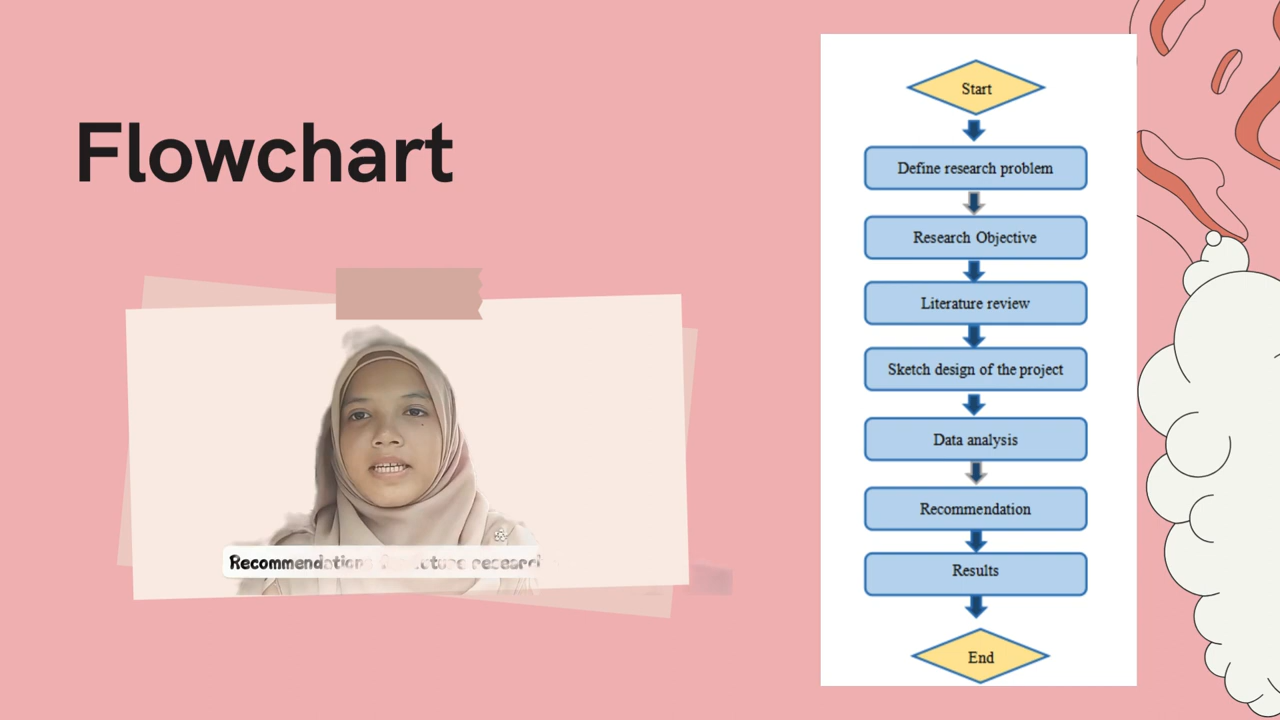 Flowchart
Recommendations for future research
Start
Define research problem
Research Objective
Literature review
Sketch design of the project
Data analysis
Recommendation
Results
End